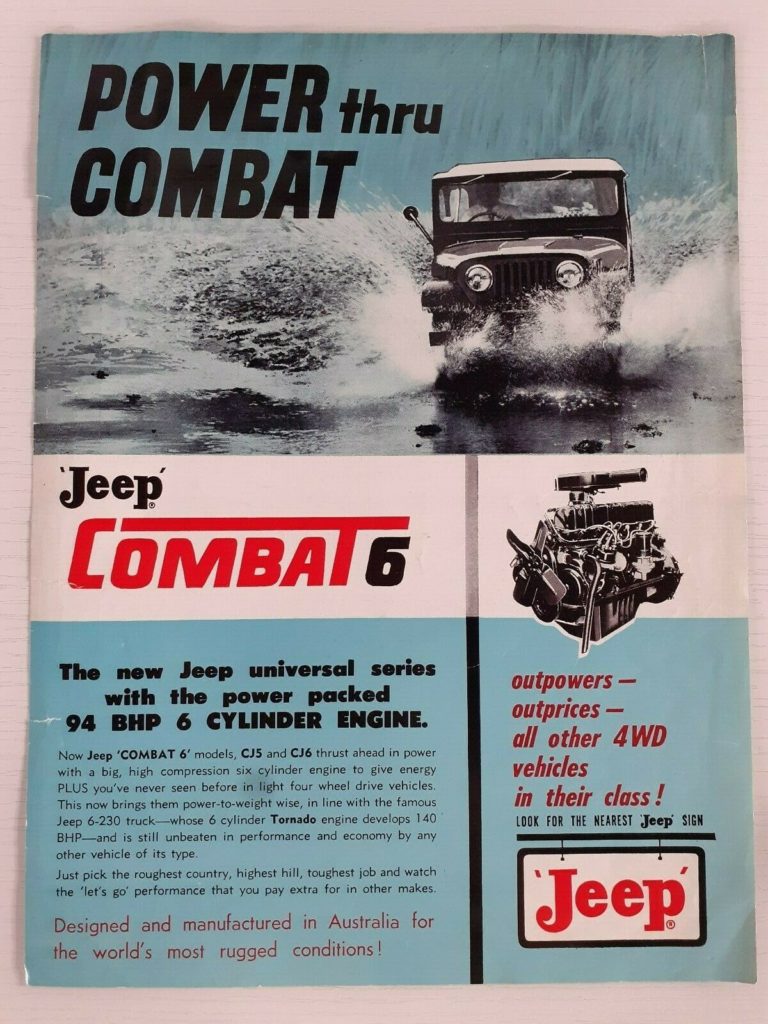 POWER thru
COMBAT
'Jeep'®
COMBAT 6
The new Jeep universal series
with the power packed
94 BHP 6 CYLINDER ENGINE.
Now Jeep 'COMBAT 6' models, CJ5 and CJ6 thrust ahead in power
with a big, high compression six cylinder engine to give energy
PLUS you've never seen before in light four wheel drive vehicles.
This now brings them power-to-weight wise, in line with the famous
Jeep 6-230 truck—whose 6 cylinder Tornado engine develops 140
BHP—and is still unbeaten in performance and economy by any
other vehicle of its type.
Just pick the roughest country, highest hill, toughest job and watch
the 'let's go' performance that you pay extra for in other makes.
Designed and manufactured in Australia for
the world's most rugged conditions!
outpowers —
outprices —
all other 4WD
vehicles
in their class!
LOOK FOR THE NEAREST 'Jeep' SIGN
'Jeep'®